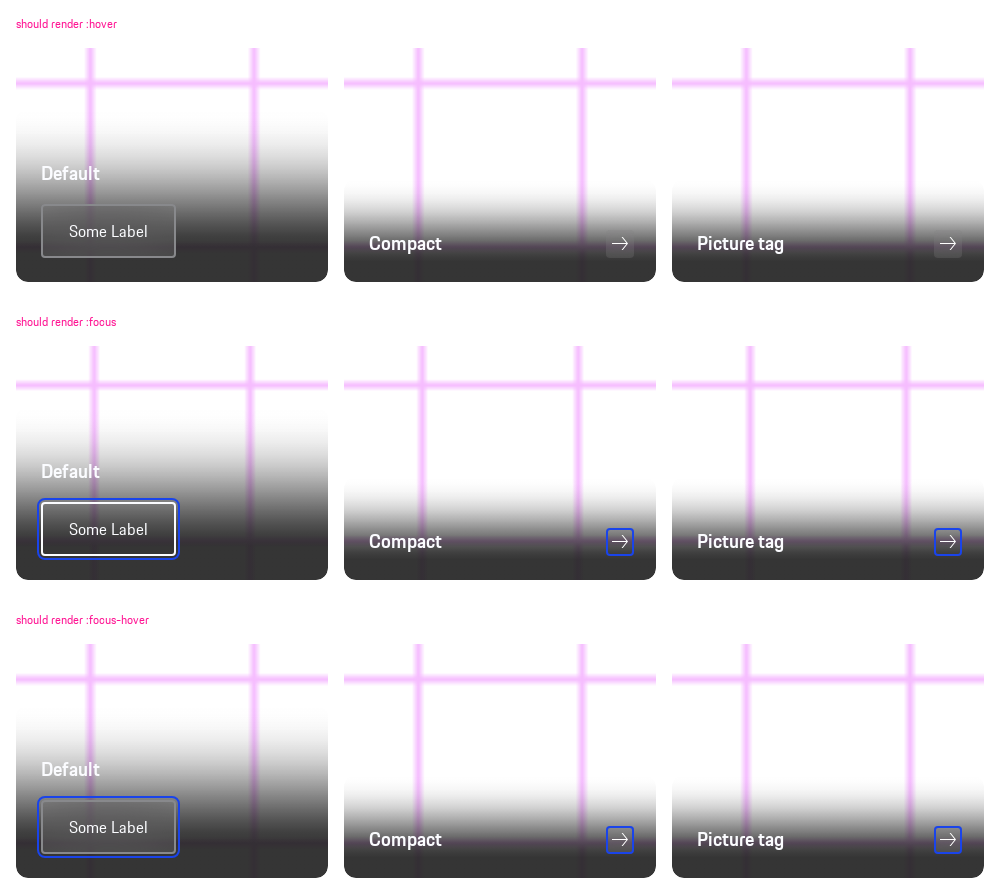 should render :hover
Default
Some Label
Compact
Picture tag
should render :focus
Default
Some Label
Compact
Picture tag
should render :focus-hover
Default
Some Label
Compact
Picture tag